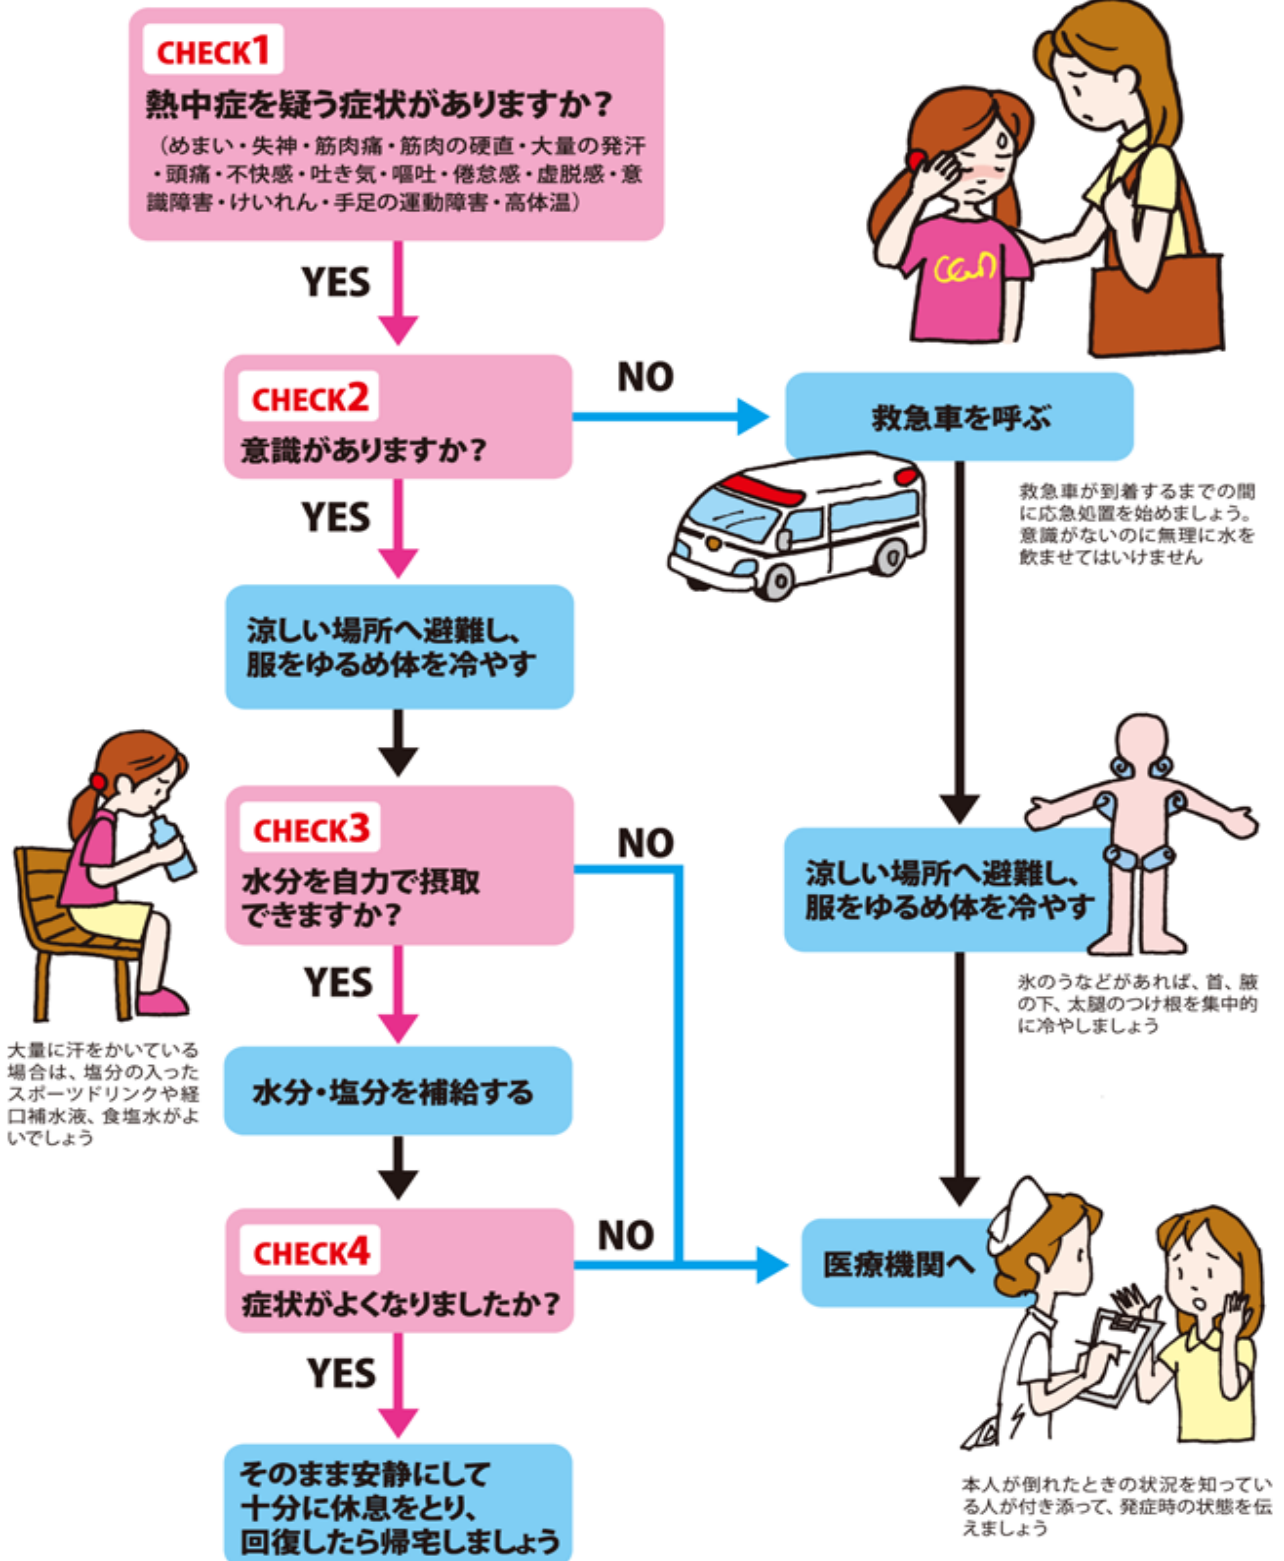 CHECK1
熱中症を疑う症状がありますか？
（めまい・失神・筋肉痛・筋肉の硬直・大量の発汗
・頭痛・不快感・吐き気・嘔吐・倦怠感・虚脱感・意
識障害・けいれん・手足の運動障害・高体温）
YES
CHECK2
意識がありますか？
NO
救急車を呼ぶ
救急車が到着するまでの間
に応急処置を始めましょう。
意識がないのに無理に水を
飲ませてはいけません
YES
涼しい場所へ避難し、
服をゆるめ体を冷やす
CHECK3
水分を自力で摂取
できますか？
NO
涼しい場所へ避難し、
服をゆるめ体を冷やす
氷のうなどがあれば、首、腋
の下、太腿のつけ根を集中的
に冷やしましょう
YES
大量に汗をかいている
場合は、塩分の入った
スポーツドリンクや経
口補水液、食塩水がよ
いでしょう
水分・塩分を補給する
CHECK4
症状がよくなりましたか？
NO
医療機関へ
YES
本人が倒れたときの状況を知ってい
る人が付き添って、発症時の状態を伝
えましょう
そのまま安静にして
十分に休息をとり、
回復したら帰宅しましょう